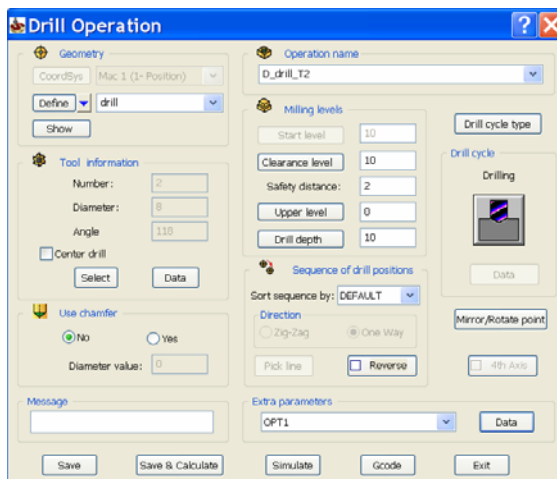 Drill Operation
Geometry
CoordSys Mac 1 (1- Position)
Define drill
Show
Tool information
Number: 2
Diameter: 8
Angle 118
Center drill
Select Data
Use chamfer
No Yes
Diameter value: 0
Message
Operation name
D_drill_T2
Milling levels
Start level 10
Clearance level 10
Safety distance: 2
Upper level 0
Drill depth 10
Sequence of drill positions
Sort sequence by: DEFAULT
Direction
Zig-Zag One Way
Pick line Reverse
Drill cycle type
Drill cycle
Drilling
Data
Mirror/Rotate point
4th Axis
Extra parameters
OPT1 Data
Save Save & Calculate Simulate Gcode Exit